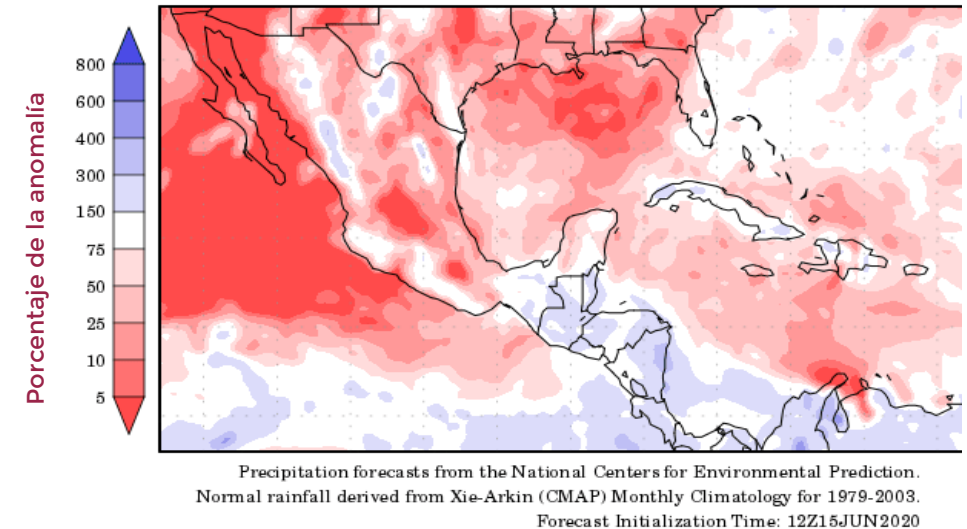 Porcentaje de la anomalía
800
600
400
300
150
75
50
25
10
5
Precipitation forecasts from the National Centers for Environmental Prediction.
Normal rainfall derived from Xie-Arkin (CMAP) Monthly Climatology for 1979-2003.
Forecast Initialization Time: 12Z15JUN2020